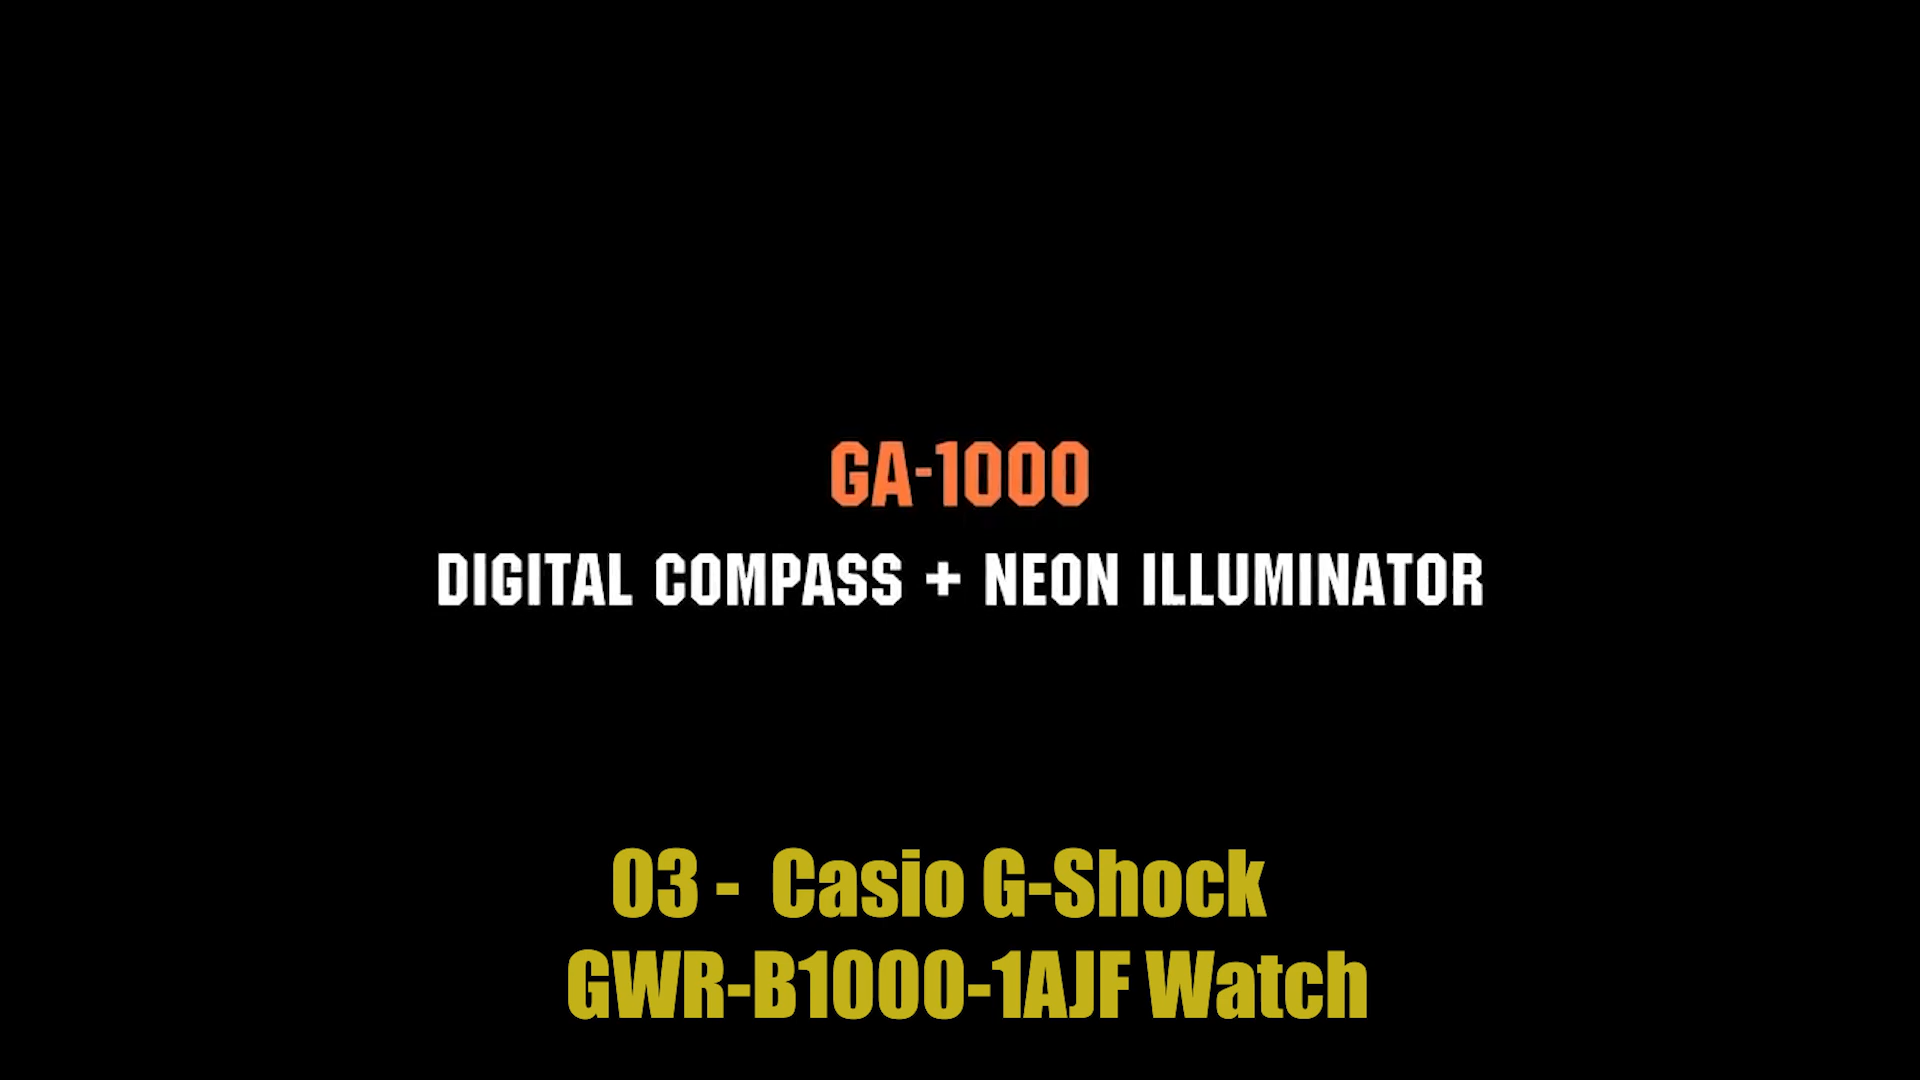 GA-1000
DIGITAL COMPASS + NEON ILLUMINATOR
03 - Casio G-Shock
GWR-B1000-1AJF Watch